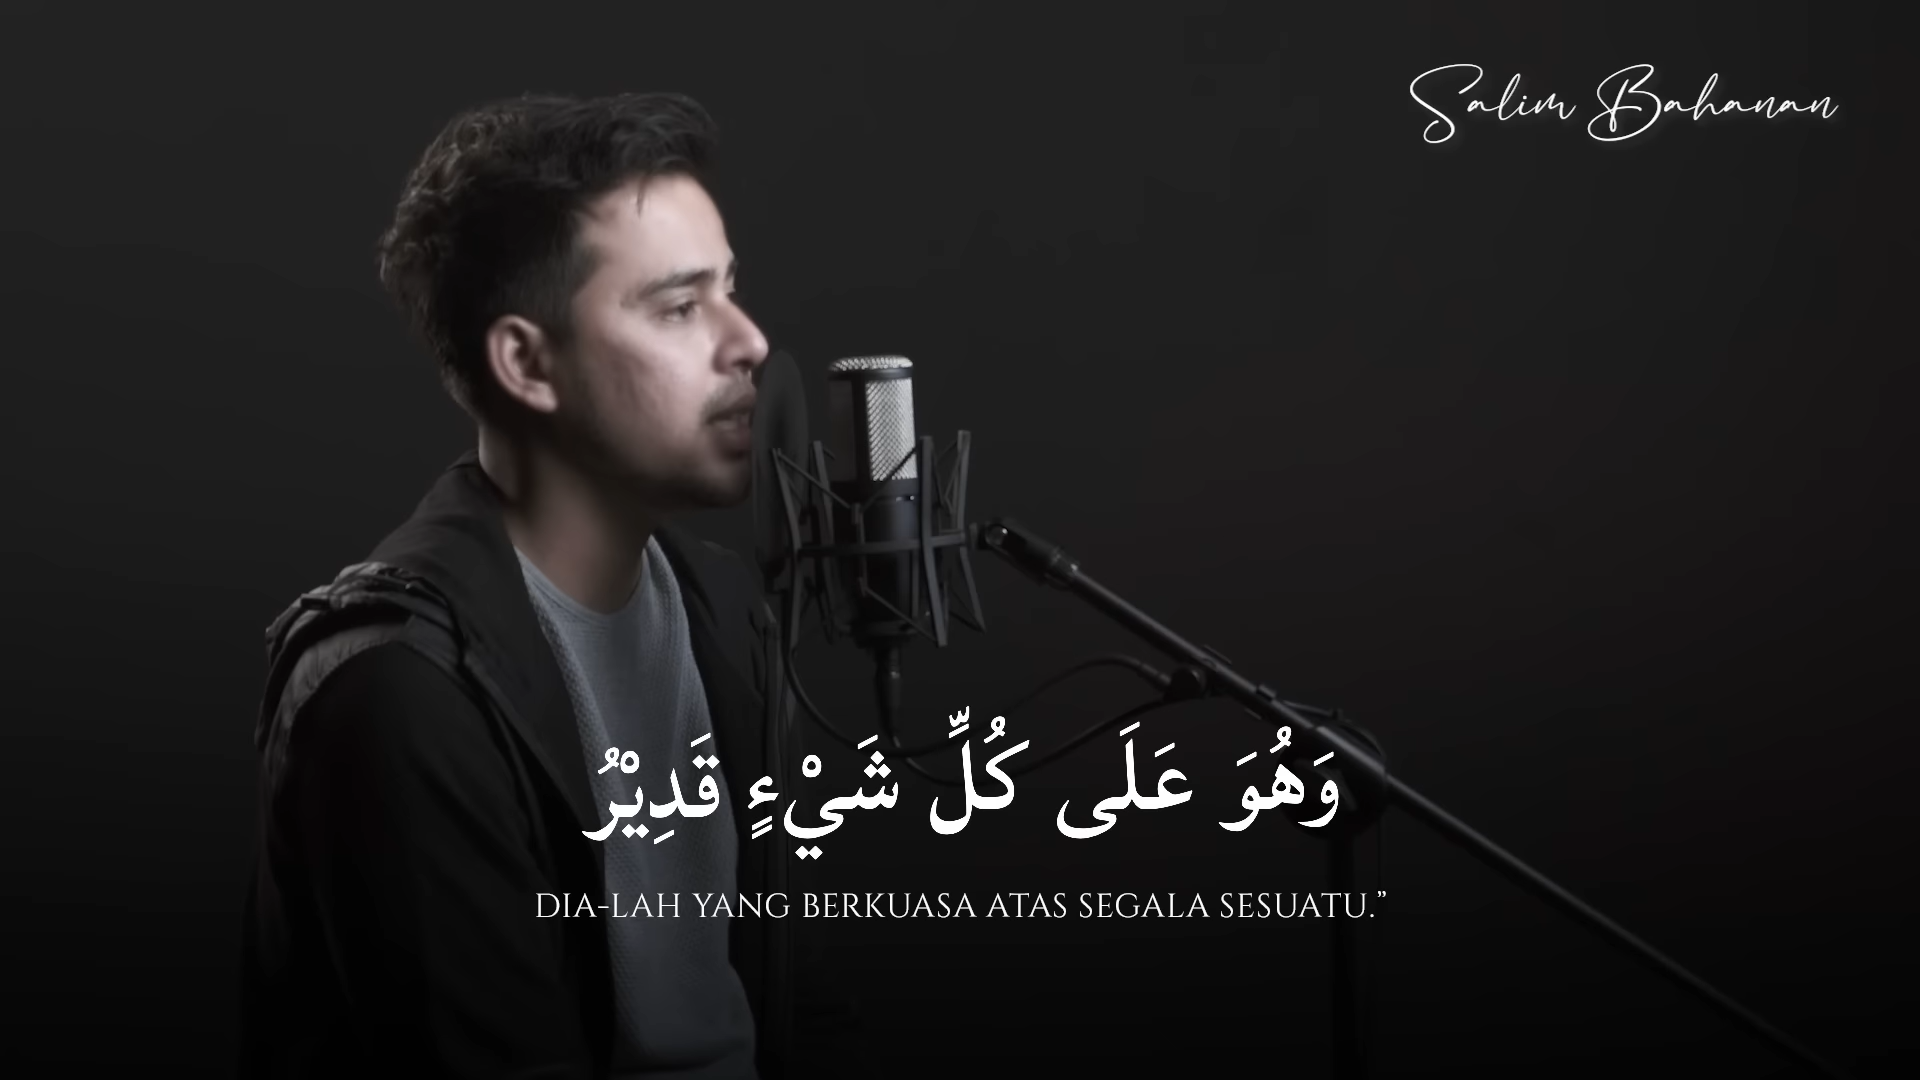 Salim Bahanan
وَهُوَ عَلَى كُلِّ شَيْءٍ قَدِيْرُ
DIA-LAH YANG BERKUASA ATAS SEGALA SESUATU.”